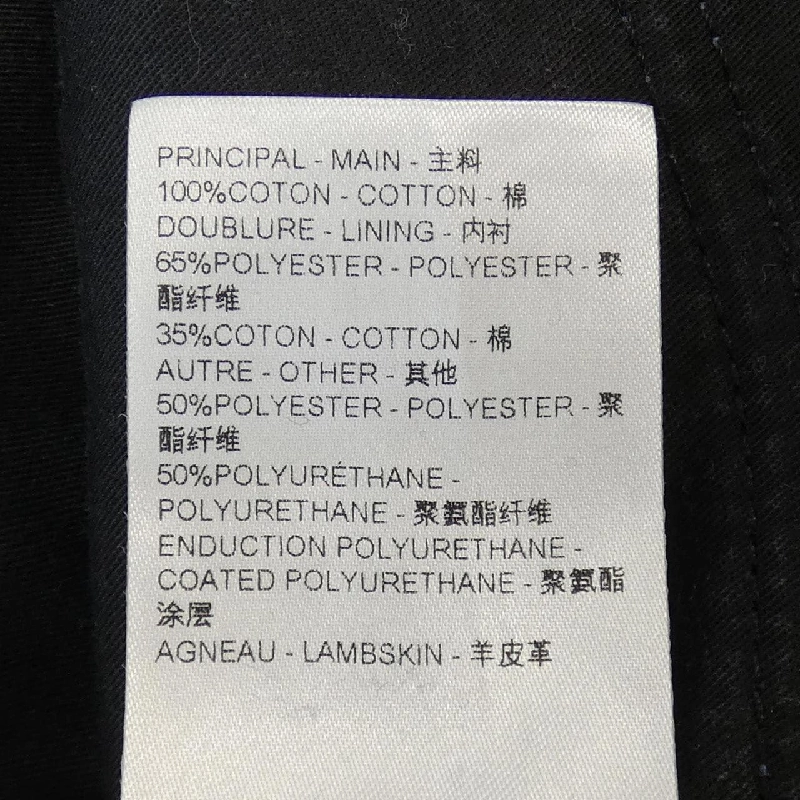 PRINCIPAL - MAIN - 主料
100%COTON - COTTON - 棉
DOUBLURE - LINING - 内衬
65%POLYESTER - POLYESTER - 聚
酯纤维
35%COTON - COTTON - 棉
AUTRE - OTHER - 其他
50%POLYESTER - POLYESTER - 聚
酯纤维
50%POLYURÉTHANE -
POLYURETHANE - 聚氨酯纤维
ENDUCTION POLYURETHANE -
COATED POLYURETHANE - 聚氨酯
涂层
AGNEAU - LAMBSKIN - 羊皮革